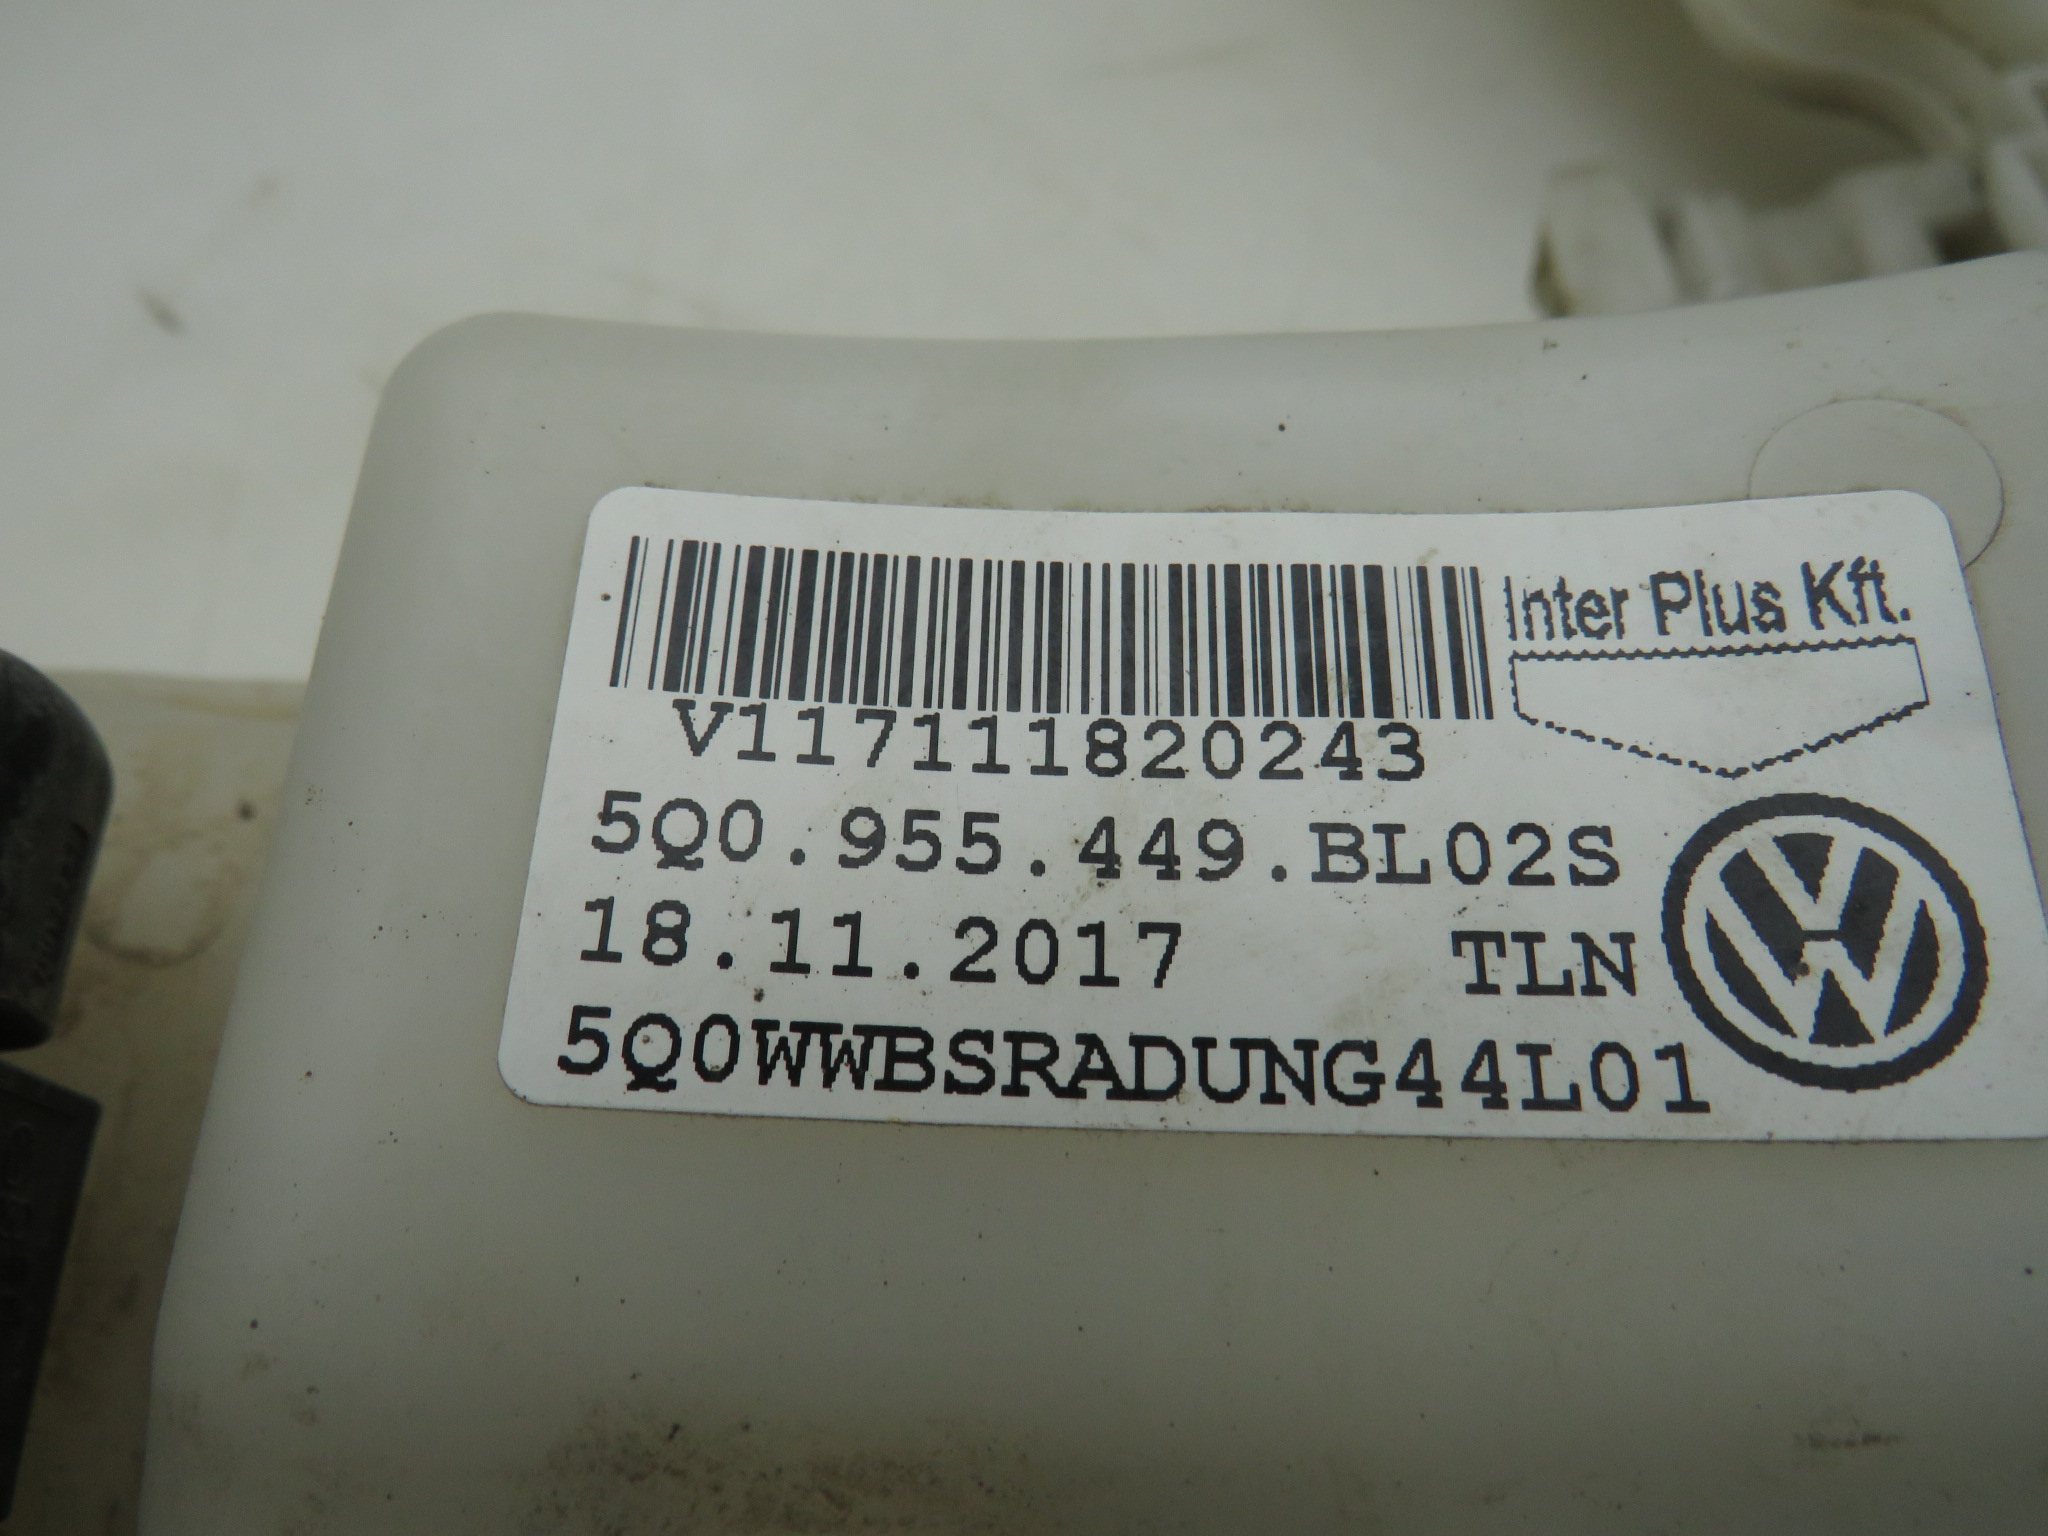 Inter Plus Kft.
V117111820243
5Q0.955.449.BL02S
18.11.2017 TLN
5Q0WWBSRADUNG44L01